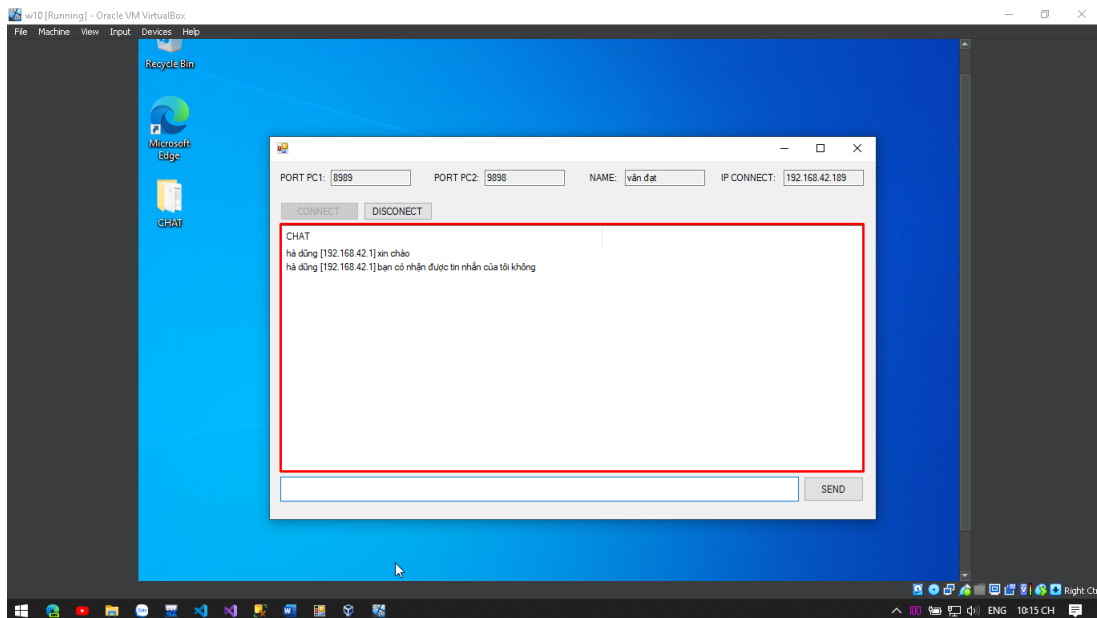 w10 [Running] - Oracle VM VirtualBox
File Machine View Input Devices Help
Recycle Bin
Microsoft
Edge
CHAT
PORT PC1: 8989 PORT PC2: 9898 NAME: văn đạt IP CONNECT: 192.168.42.189
CONNECT DISCONECT
CHAT
hà dũng [192.168.42.1] xin chào
hà dũng [192.168.42.1] bạn có nhận được tin nhắn của tôi không
SEND
Right Ct
100 ENG 10:15 CH